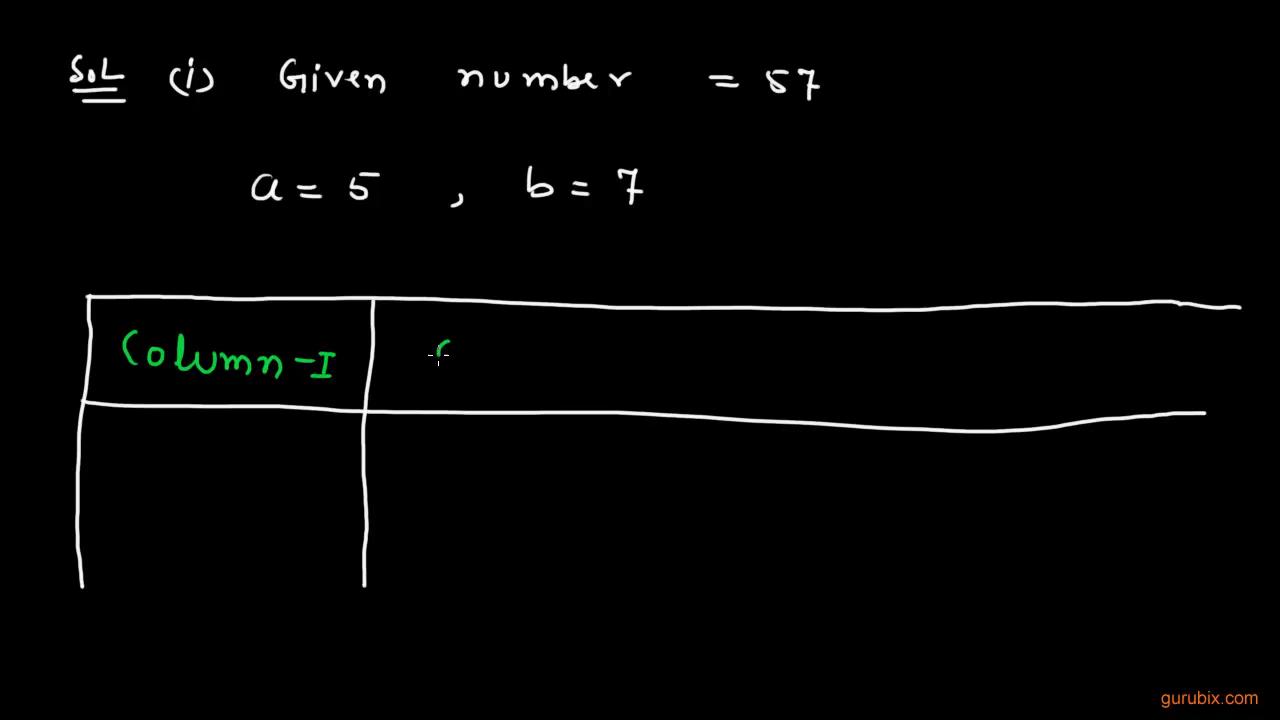 SOL (i) Given number = 57
a = 5 , b = 7
Column-I
gurubix.com